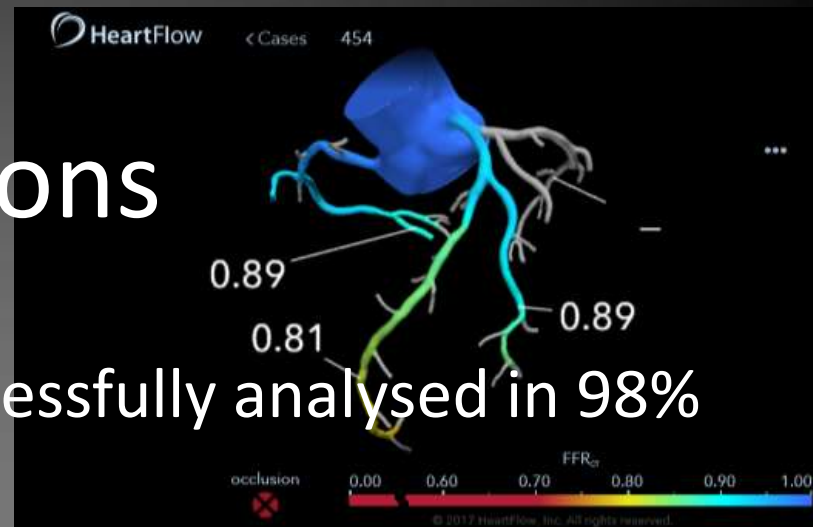 HeartFlow < Cases 454
ons
0.89
0.81
0.89
essfully analysed in 98%
FFRCT
occlusion
0.00 0.60 0.70 0.80 0.90 1.00
© 2017 HeartFlow, Inc. All rights reserved.